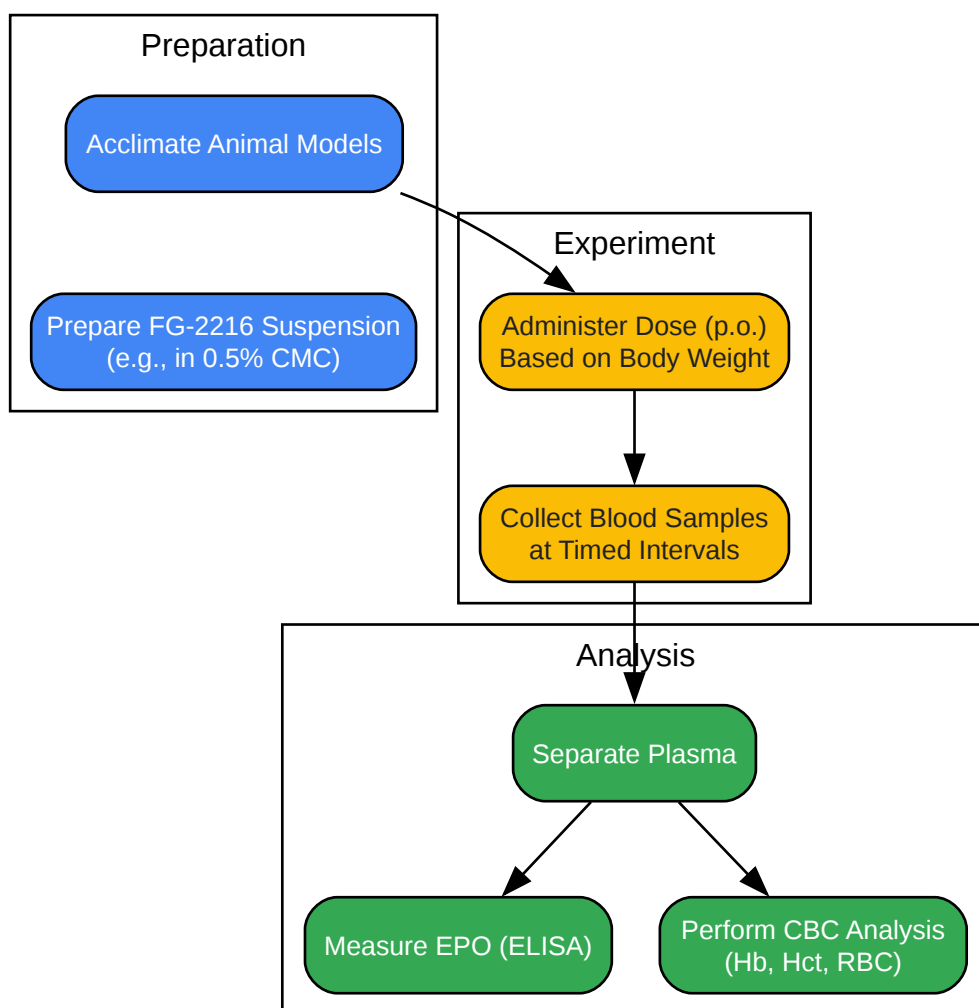 Preparation
Acclimate Animal Models
Prepare FG-2216 Suspension
(e.g., in 0.5% CMC)
Experiment
Administer Dose (p.o.)
Based on Body Weight
Collect Blood Samples
at Timed Intervals
Analysis
Separate Plasma
Measure EPO (ELISA)
Perform CBC Analysis
(Hb, Hct, RBC)